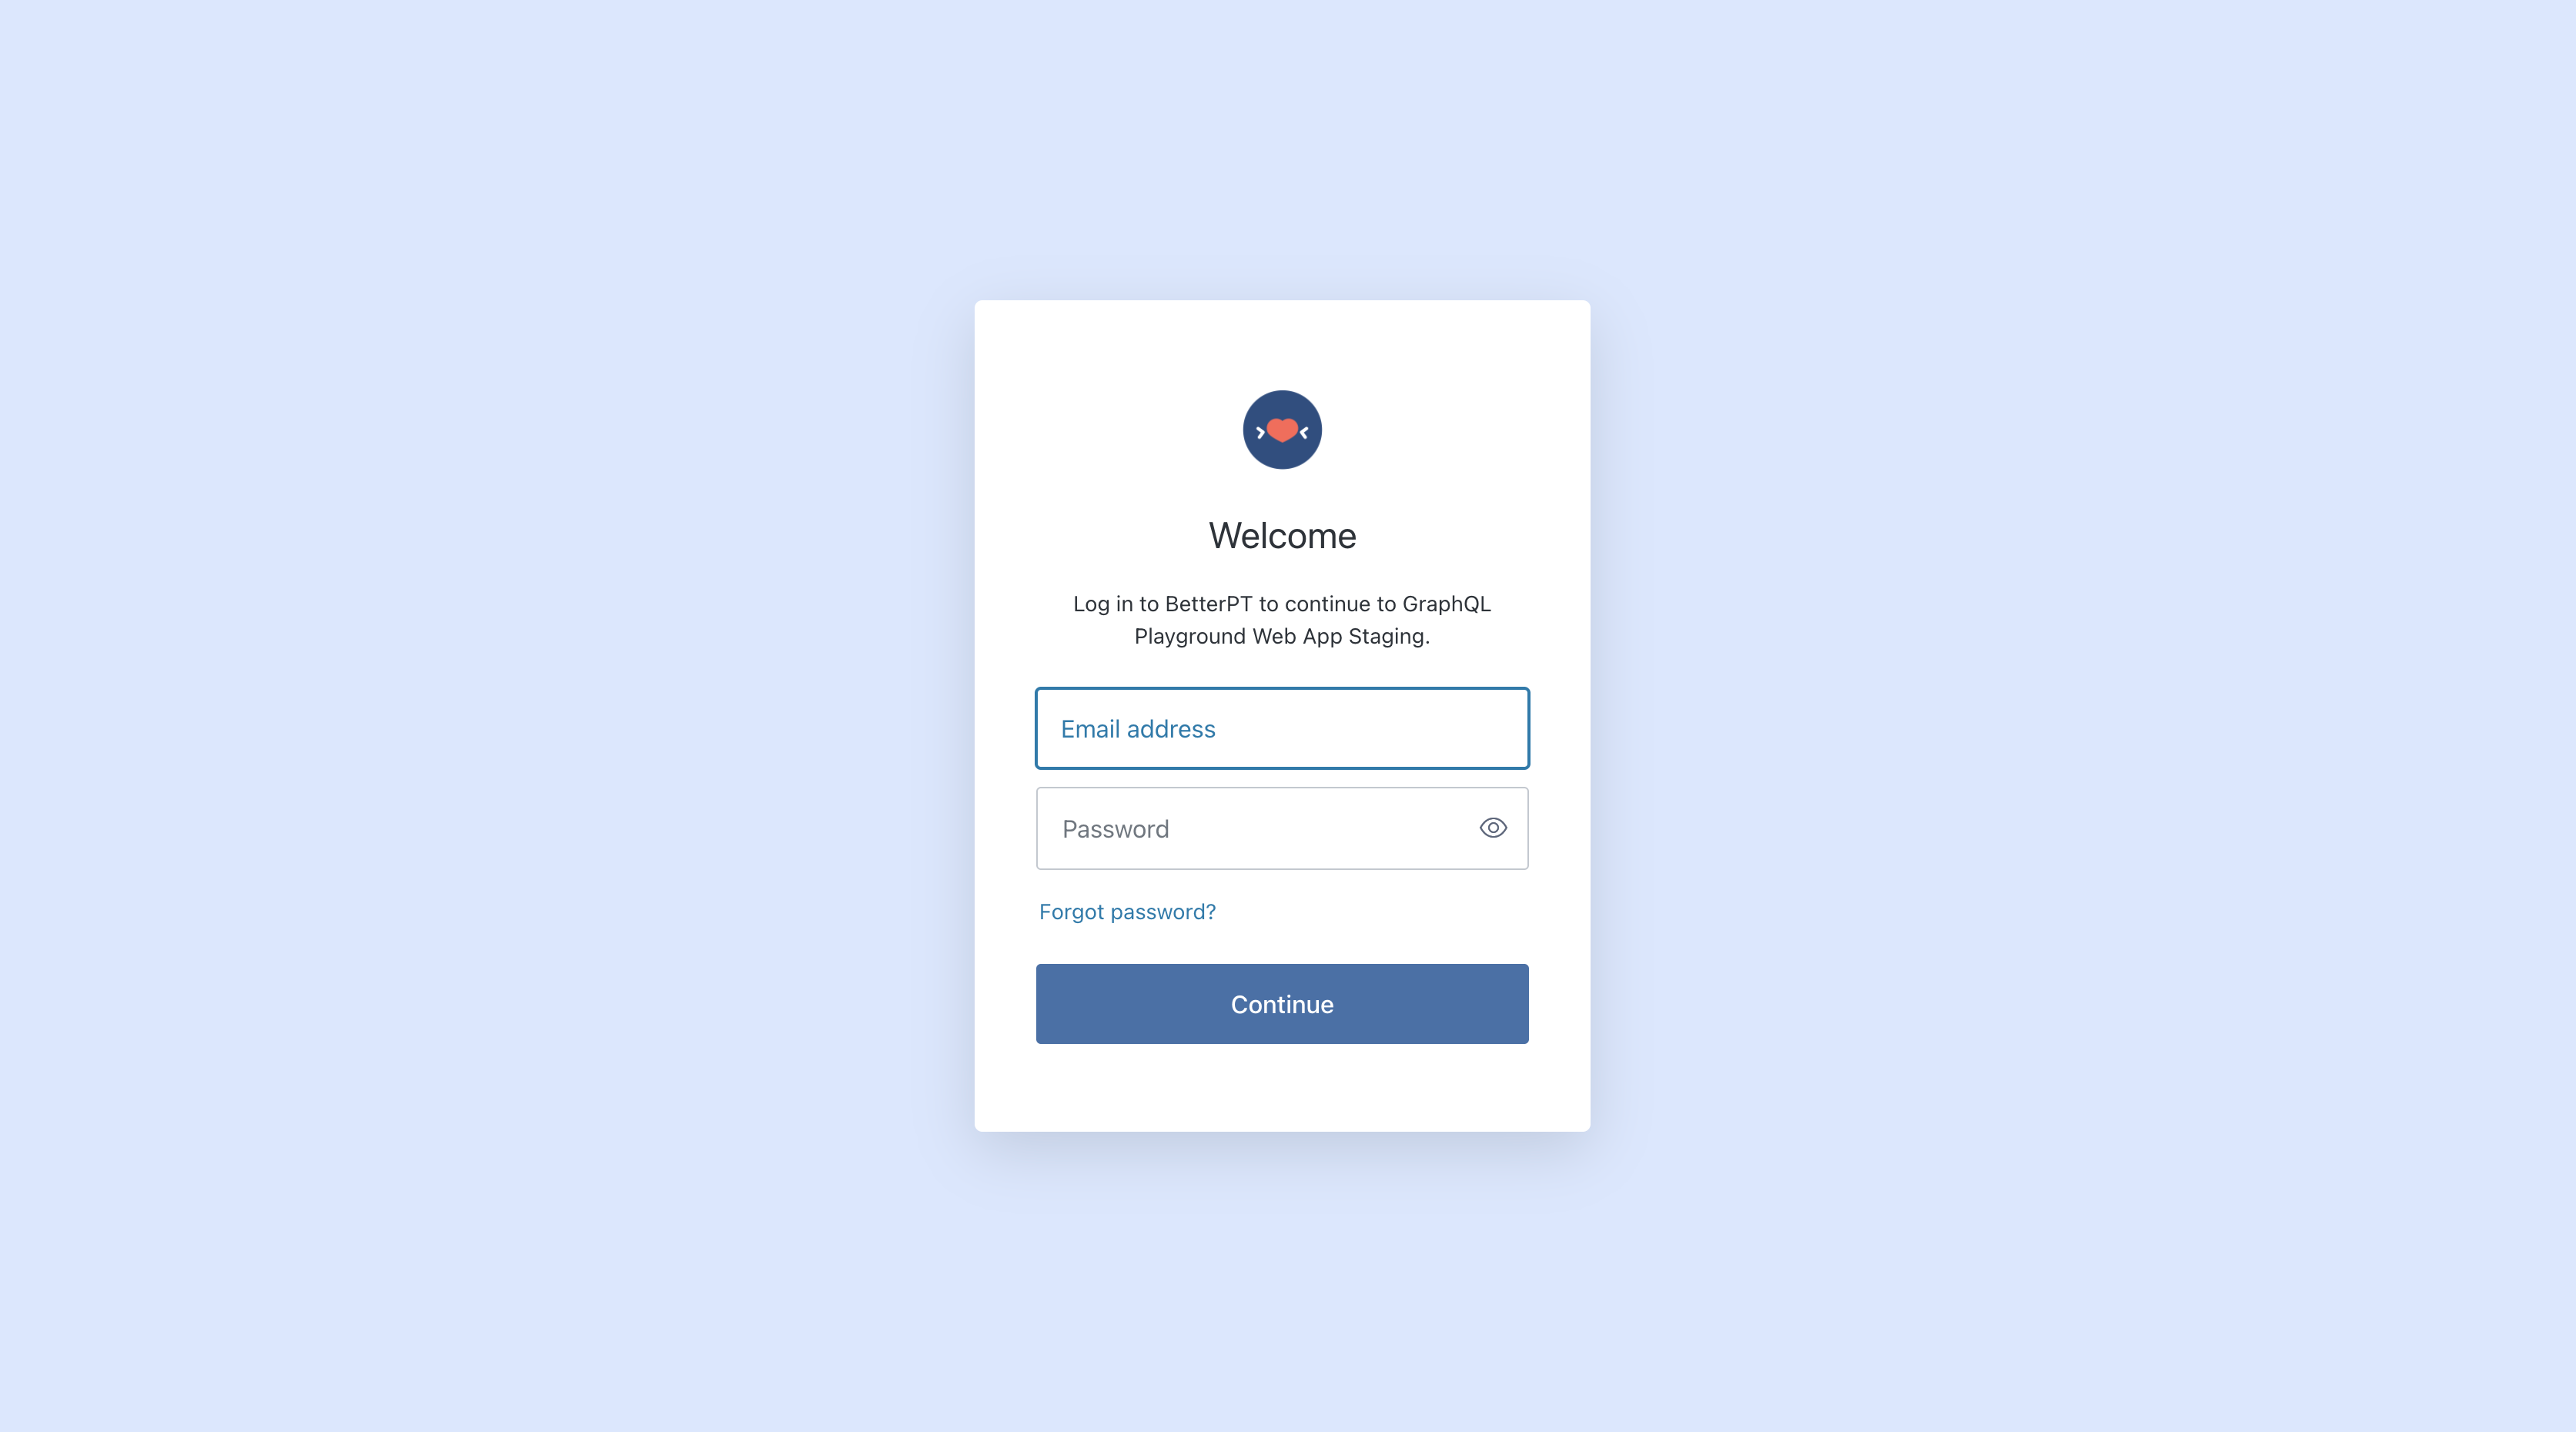 Welcome
Log in to BetterPT to continue to GraphQL
Playground Web App Staging.
Email address
Password
Forgot password?
Continue